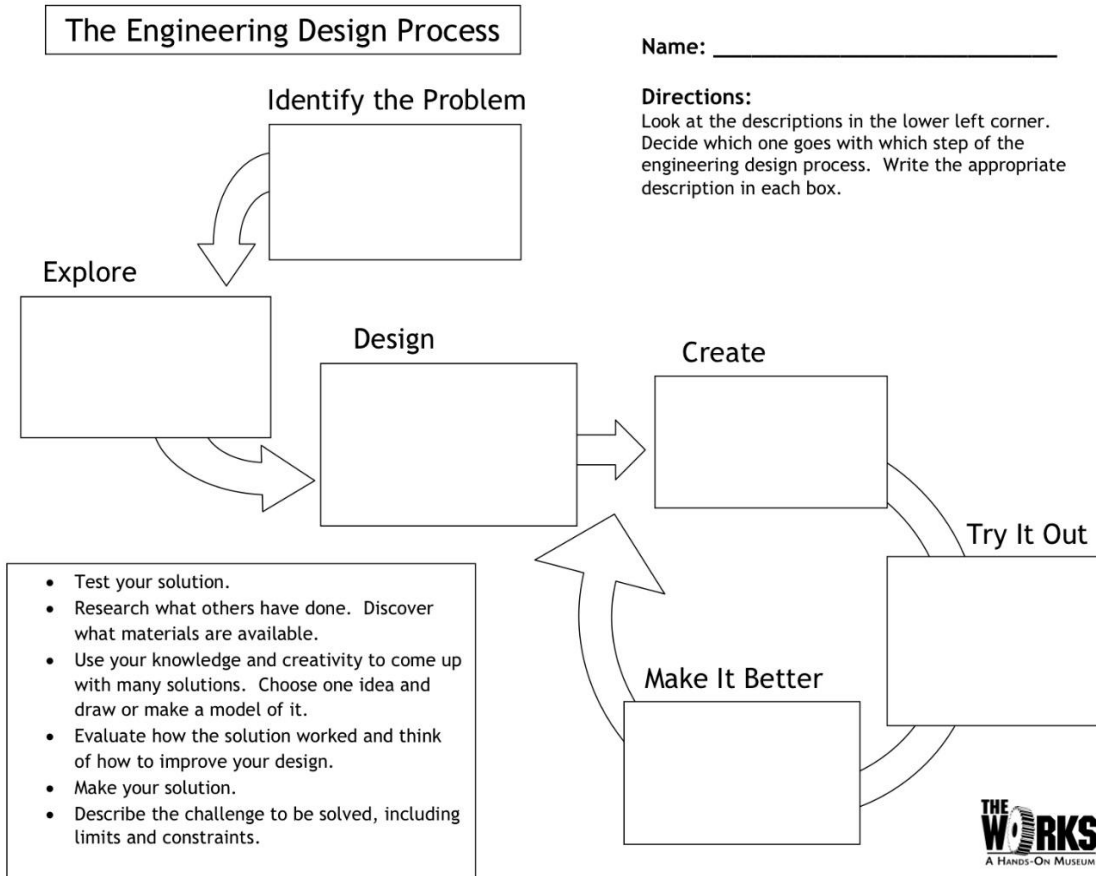 The Engineering Design Process
Name: ______________________________
Directions:
Look at the descriptions in the lower left corner.
Decide which one goes with which step of the
engineering design process.  Write the appropriate
description in each box.
Identify the Problem
Explore
Design
Create
Try It Out
Make It Better
• Test your solution.
• Research what others have done.  Discover
what materials are available.
• Use your knowledge and creativity to come up
with many solutions.  Choose one idea and
draw or make a model of it.
• Evaluate how the solution worked and think
of how to improve your design.
• Make your solution.
• Describe the challenge to be solved, including
limits and constraints.
THE
WORKS
A HANDS-ON MUSEUM